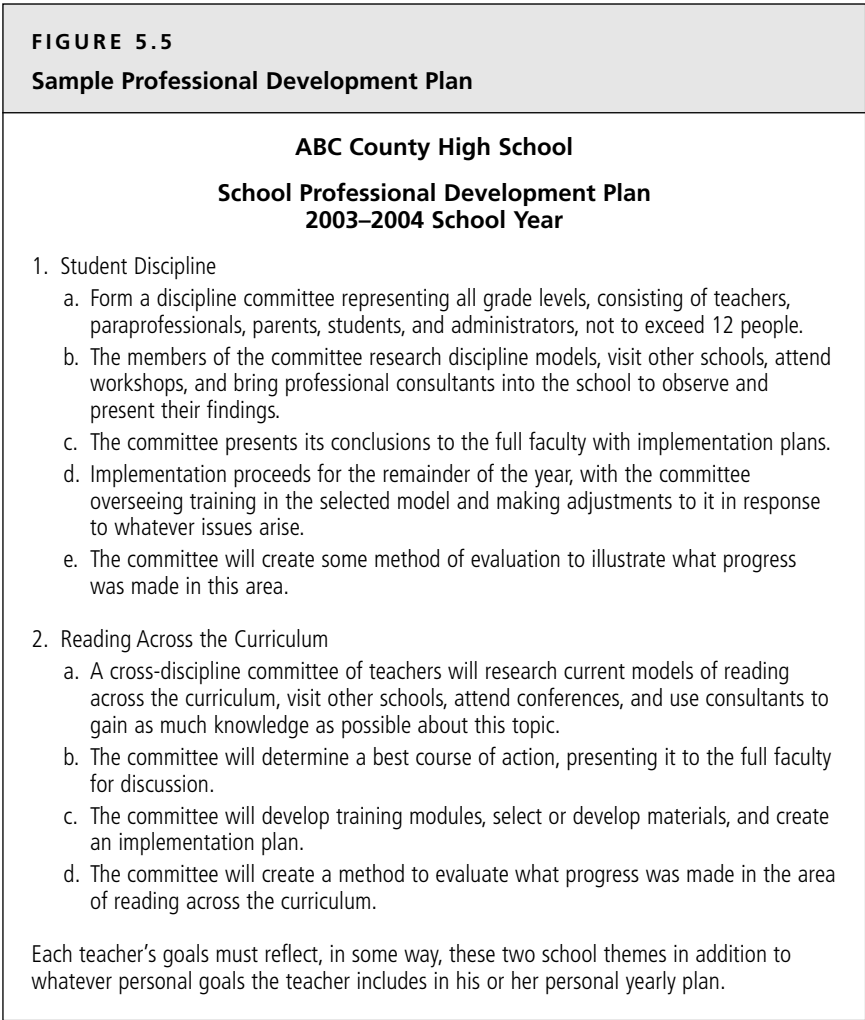 FIGURE 5.5
Sample Professional Development Plan
ABC County High School
School Professional Development Plan
2003–2004 School Year
1. Student Discipline
a. Form a discipline committee representing all grade levels, consisting of teachers,
paraprofessionals, parents, students, and administrators, not to exceed 12 people.
b. The members of the committee research discipline models, visit other schools, attend
workshops, and bring professional consultants into the school to observe and
present their findings.
c. The committee presents its conclusions to the full faculty with implementation plans.
d. Implementation proceeds for the remainder of the year, with the committee
overseeing training in the selected model and making adjustments to it in response
to whatever issues arise.
e. The committee will create some method of evaluation to illustrate what progress
was made in this area.
2. Reading Across the Curriculum
a. A cross-discipline committee of teachers will research current models of reading
across the curriculum, visit other schools, attend conferences, and use consultants to
gain as much knowledge as possible about this topic.
b. The committee will determine a best course of action, presenting it to the full faculty
for discussion.
c. The committee will develop training modules, select or develop materials, and create
an implementation plan.
d. The committee will create a method to evaluate what progress was made in the area
of reading across the curriculum.
Each teacher’s goals must reflect, in some way, these two school themes in addition to
whatever personal goals the teacher includes in his or her personal yearly plan.